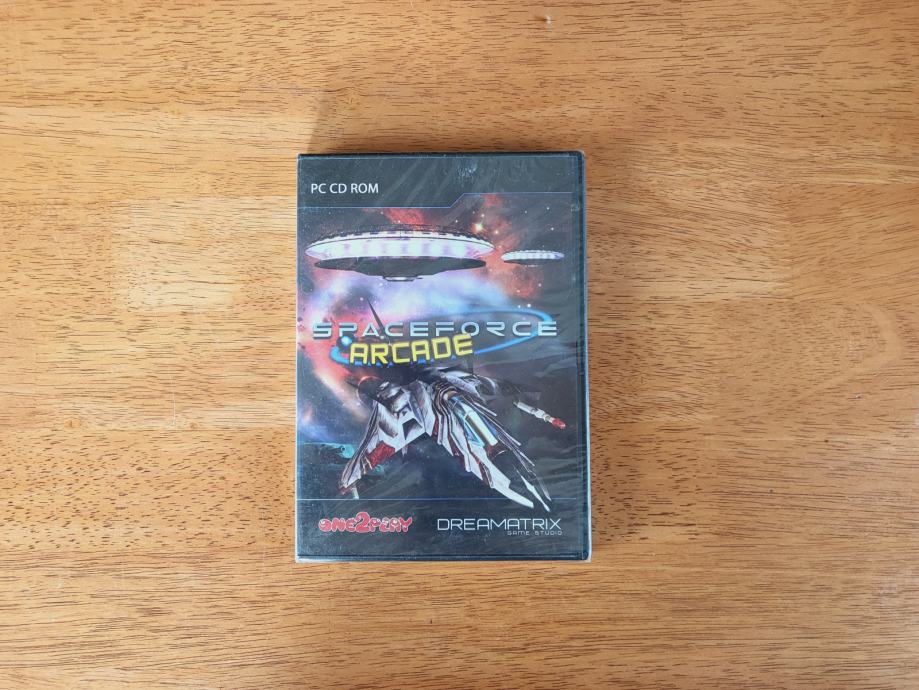 PC CD ROM
SPACEFORCE
ARCADE
ONE2PLAY
DREAMATRIX
GAME STUDIO